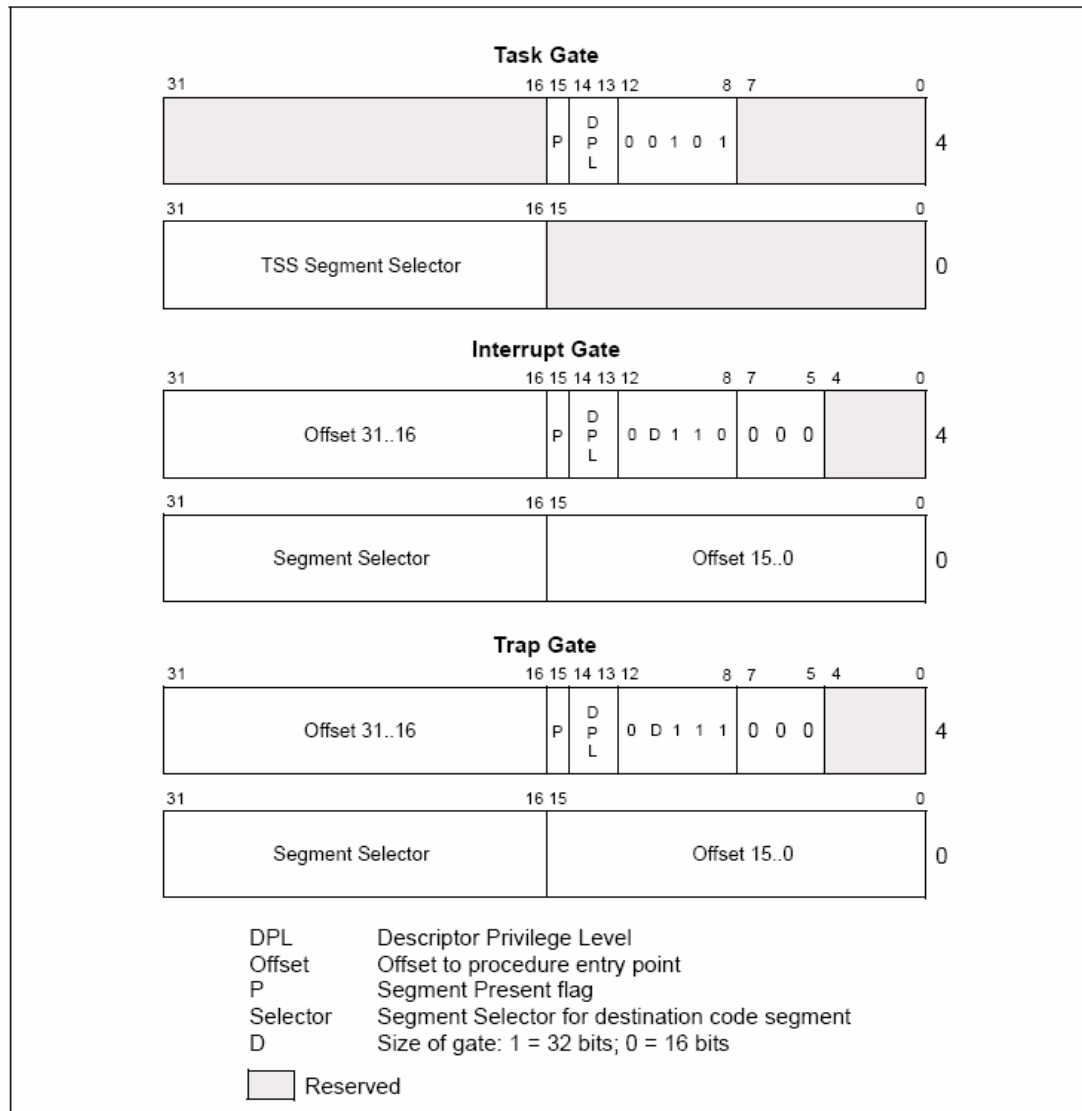 Task Gate
31 16 15 14 13 12 8 7 0
P D P L 0 0 1 0 1 4
31 16 15 0
TSS Segment Selector 0
Interrupt Gate
31 16 15 14 13 12 8 7 5 4 0
Offset 31..16 P D P L 0 D 1 1 0 0 0 0 4
31 16 15 0
Segment Selector Offset 15..0 0
Trap Gate
31 16 15 14 13 12 8 7 5 4 0
Offset 31..16 P D P L 0 D 1 1 1 0 0 0 4
31 16 15 0
Segment Selector Offset 15..0 0
DPL Descriptor Privilege Level
Offset Offset to procedure entry point
P Segment Present flag
Selector Segment Selector for destination code segment
D Size of gate: 1 = 32 bits; 0 = 16 bits
Reserved